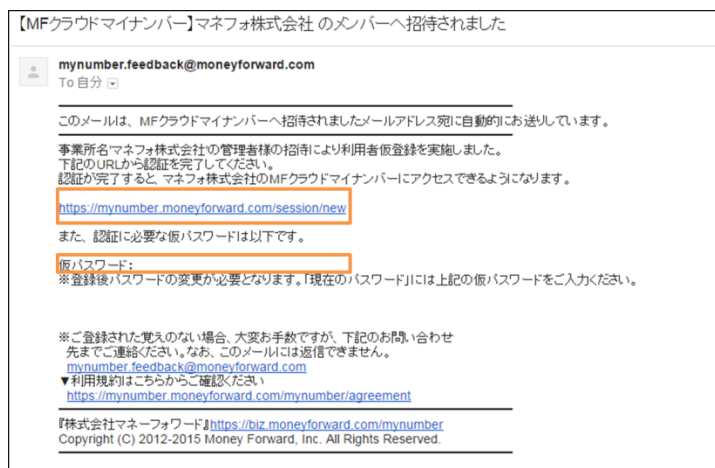 【MFクラウドマイナンバー】マネフォ株式会社 のメンバーへ招待されました
mynumber.feedback@moneyforward.com
To 自分
このメールは、MFクラウドマイナンバーへ招待されましたメールアドレス宛に自動的にお送りしています。
事業所名'マネフォ株式会社'の管理者様の招待により利用者仮登録を実施しました。
下記のURLから認証を完了してください。
認証が完了すると、マネフォ株式会社のMFクラウドマイナンバーにアクセスできるようになります。
https://mynumber.moneyforward.com/session/new
また、認証に必要な仮パスワードは以下です。
仮パスワード:
※登録後パスワードの変更が必要となります。「現在のパスワード」には上記の仮パスワードをご入力ください。
※ご登録された覚えのない場合、大変お手数ですが、下記のお問い合わせ
先までご連絡ください。なお、このメールには返信できません。
mynumber.feedback@moneyforward.com
▼利用規約はこちらからご確認ください
https://mynumber.moneyforward.com/mynumber/agreement
『株式会社マネーフォワード』https://biz.moneyforward.com/mynumber
Copyright (C) 2012-2015 Money Forward, Inc. All Rights Reserved.